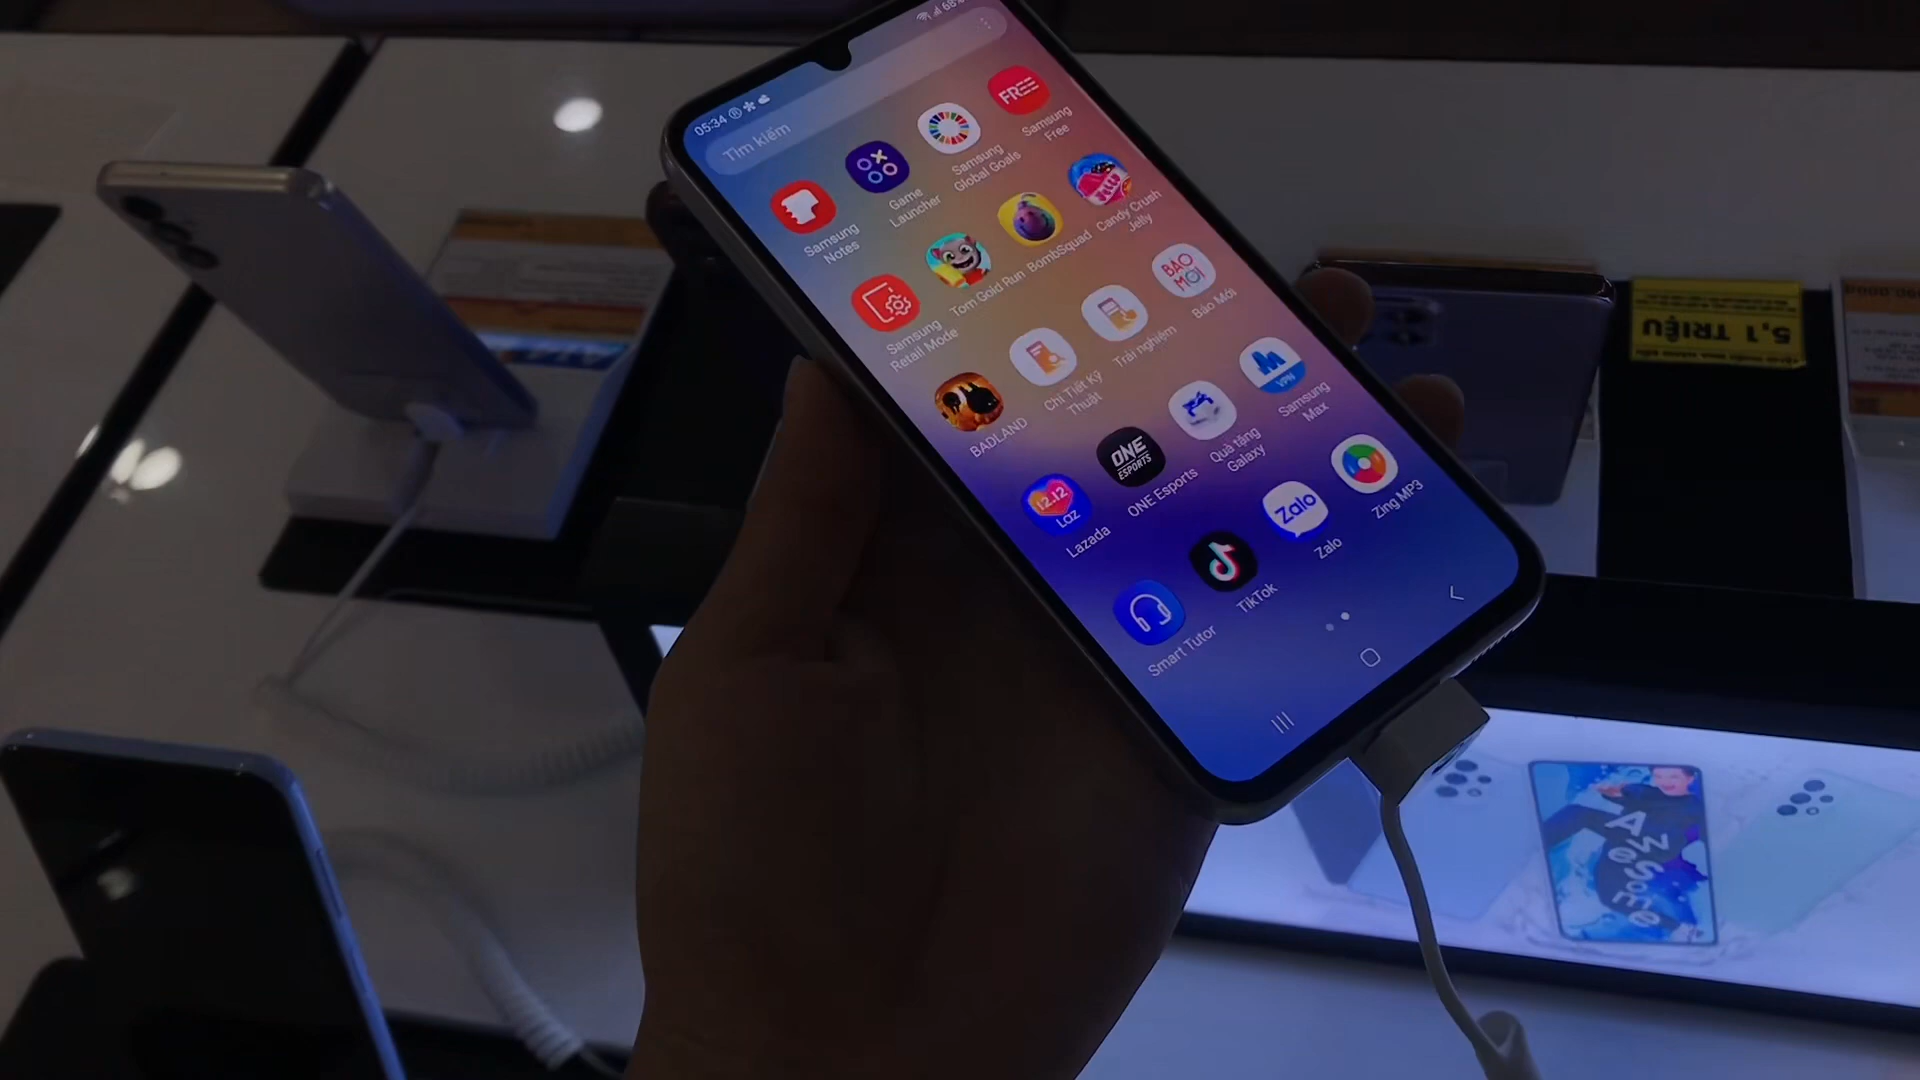 05:34
68%
Tìm kiếm
Samsung
Notes
Game
Launcher
Samsung
Global Goals
FREE
Samsung
Free
Samsung
Retail Mode
Tom Gold Run
BombSquad
Candy Crush
Jelly
BADLAND
Chi Tiết Kỹ
Thuật
Trải nghiệm
BÁO
MỚI
Báo Mới
12.12
Laz
Lazada
ONE
ESPORTS
ONE Esports
Quà tặng
Galaxy
VPN
Samsung
Max
Smart Tutor
TikTok
Zalo
Zalo
Zing MP3
5,1 TRIỆU
Awesome